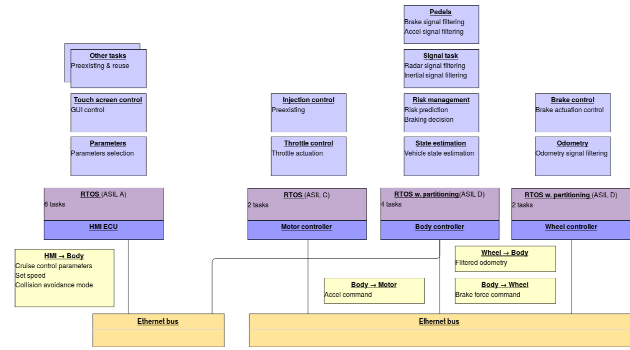 Pedals
Brake signal filtering
Accel signal filtering
Other tasks
Preexisting & reuse
Signal task
Radar signal filtering
Inertial signal filtering
Touch screen control
GUI control
Injection control
Preexisting
Risk management
Risk prediction
Braking decision
Brake control
Brake actuation control
Parameters
Parameters selection
Throttle control
Throttle actuation
State estimation
Vehicle state estimation
Odometry
Odometry signal filtering
RTOS (ASIL A)
6 tasks
HMI ECU
RTOS (ASIL C)
2 tasks
Motor controller
RTOS w. partitioning(ASIL D)
4 tasks
Body controller
RTOS w. partitioning (ASIL D)
2 tasks
Wheel controller
HMI → Body
Cruise control parameters
Set speed
Collision avoidance mode
Wheel → Body
Filtered odometry
Body → Motor
Accel command
Body → Wheel
Brake force command
Ethernet bus
Ethernet bus